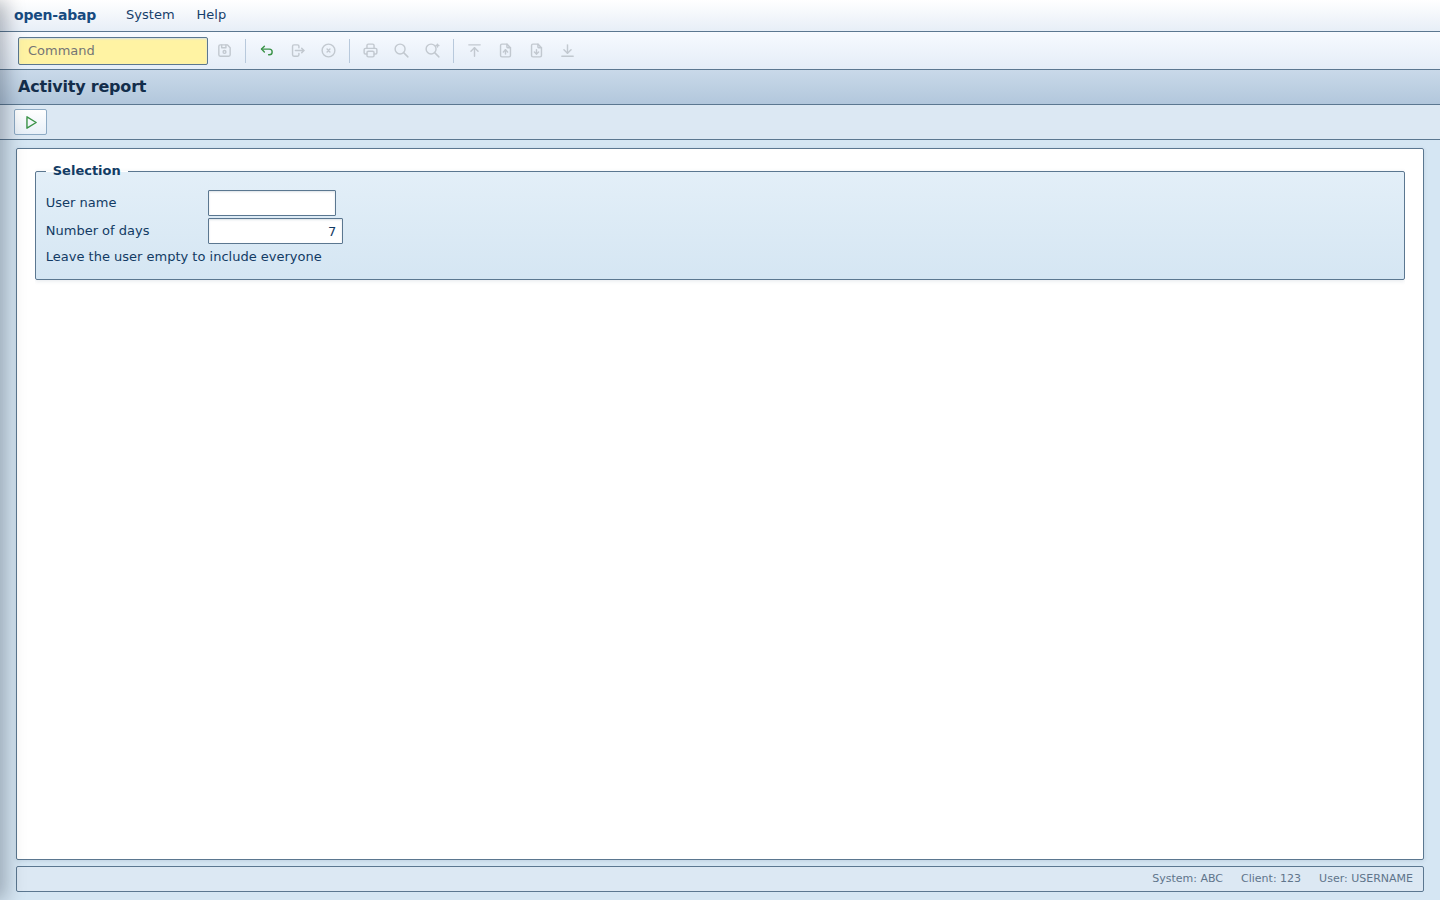 open-abap System Help
Command
Activity report
Selection
User name
Number of days 7
Leave the user empty to include everyone
System: ABC Client: 123 User: USERNAME